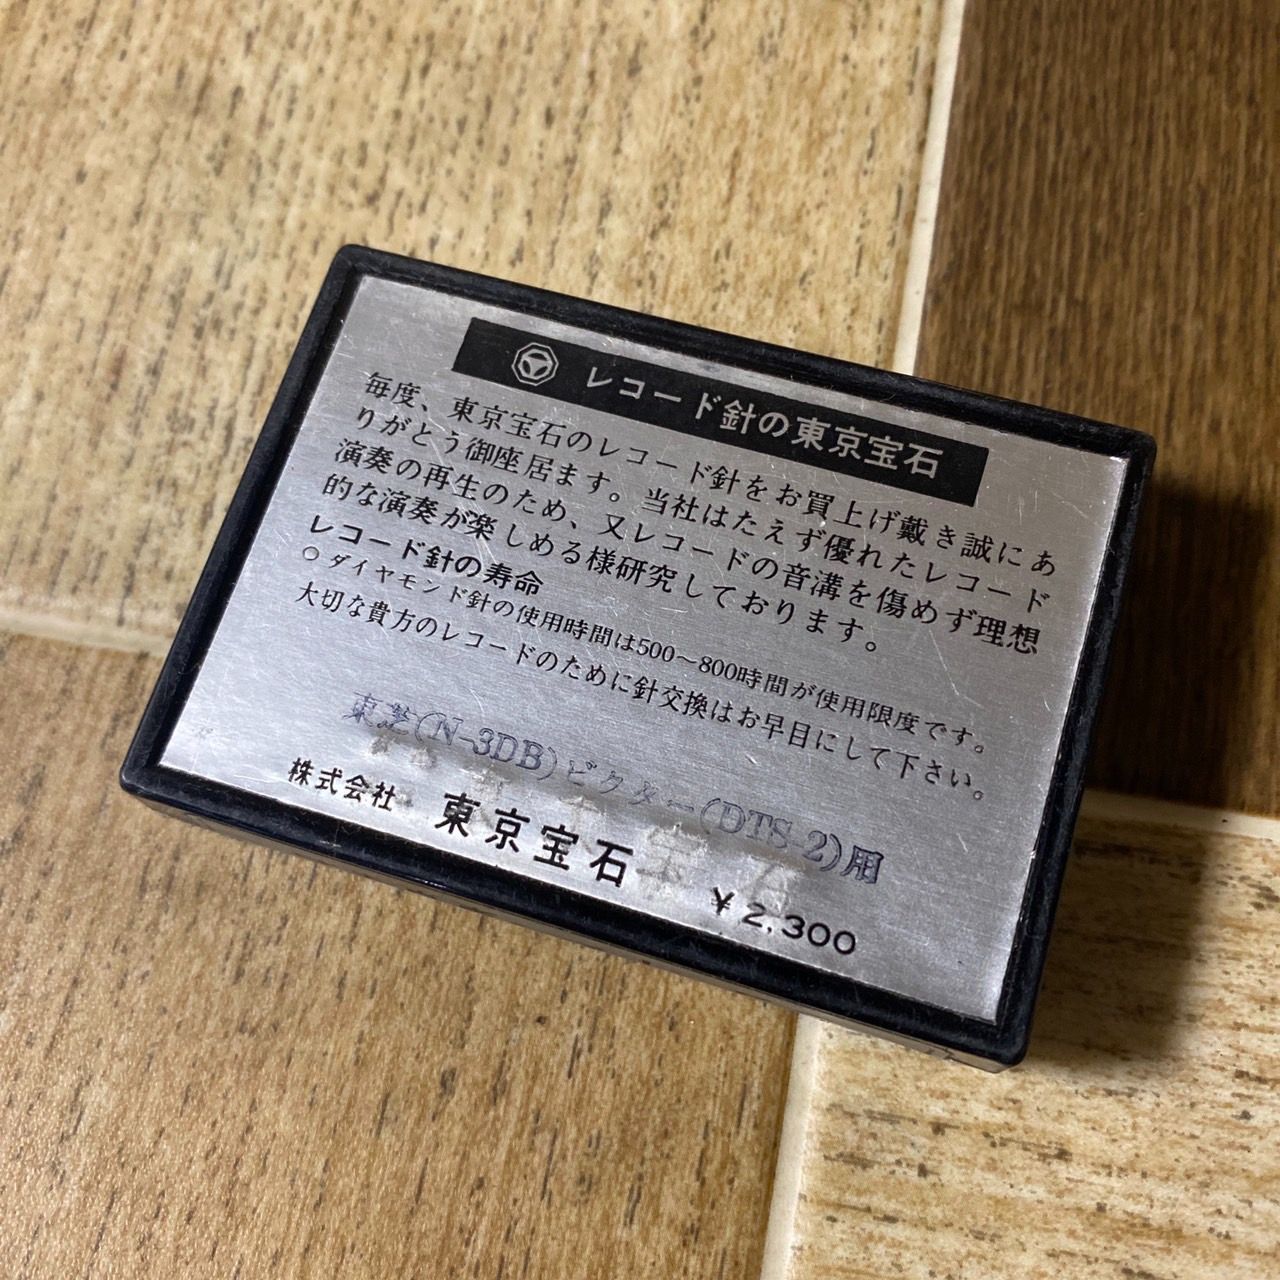 レコード針の東京宝石
毎度、東京宝石のレコード針をお買上げ戴き誠にあ
りがとう御座居ます。当社はたえず優れたレコード
演奏の再生のため、又レコードの音溝を傷めず理想
的な演奏が楽しめる様研究しております。
レコード針の寿命
○ ダイヤモンド針の使用時間は500〜800時間が使用限度です。
大切な貴方のレコードのために針交換はお早目にして下さい。
東芝(N-3DB)ビクター(DTS-2)用
株式会社 東京宝石
¥2,300